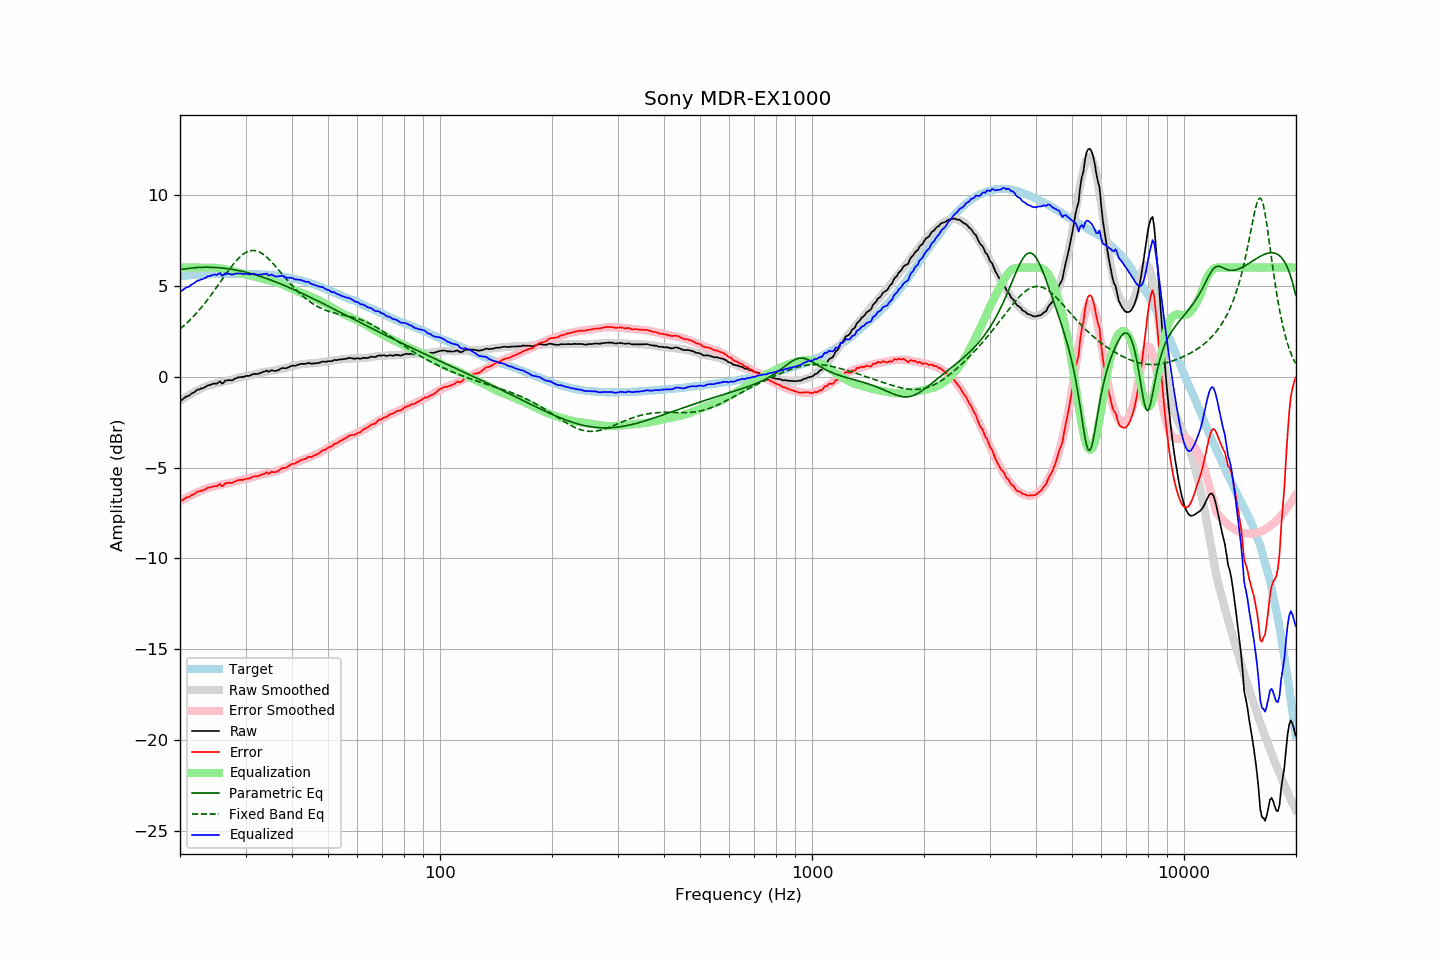 Sony MDR-EX1000
Amplitude (dBr)
10
5
0
−5
−10
−15
−20
−25
Target
Raw Smoothed
Error Smoothed
Raw
Error
Equalization
Parametric Eq
Fixed Band Eq
Equalized
100
1000
10000
Frequency (Hz)